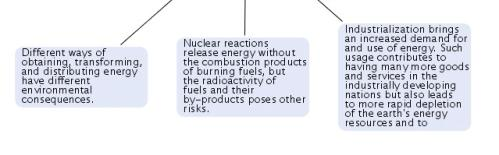 Different ways of
obtaining, transforming,
and distributing energy
have different
environmental
consequences.
Nuclear reactions
release energy without
the combustion products
of burning fuels, but
the radioactivity of
fuels and their
by-products poses other
risks.
Industrialization brings
an increased demand for
and use of energy. Such
usage contributes to
having many more goods
and services in the
industrially developing
nations but also leads
to more rapid depletion
of the earth's energy
resources and to